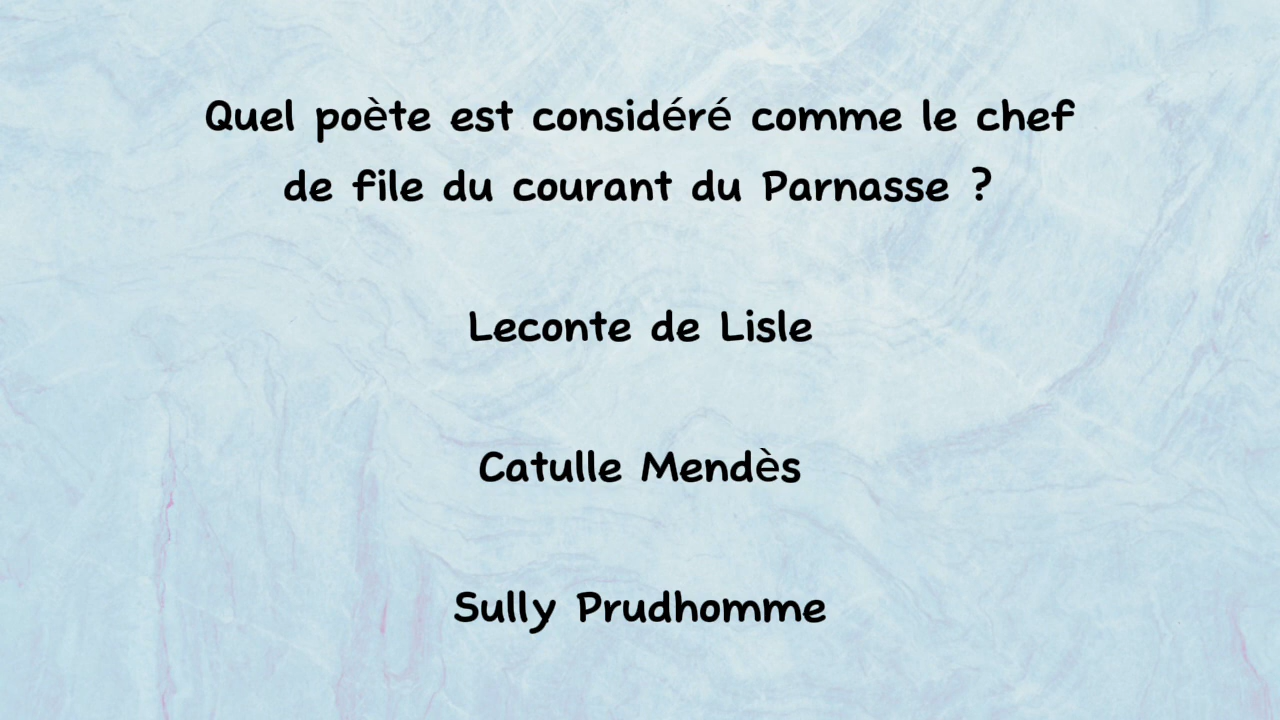 Quel poète est considéré comme le chef
de file du courant du Parnasse ?
Leconte de Lisle
Catulle Mendès
Sully Prudhomme